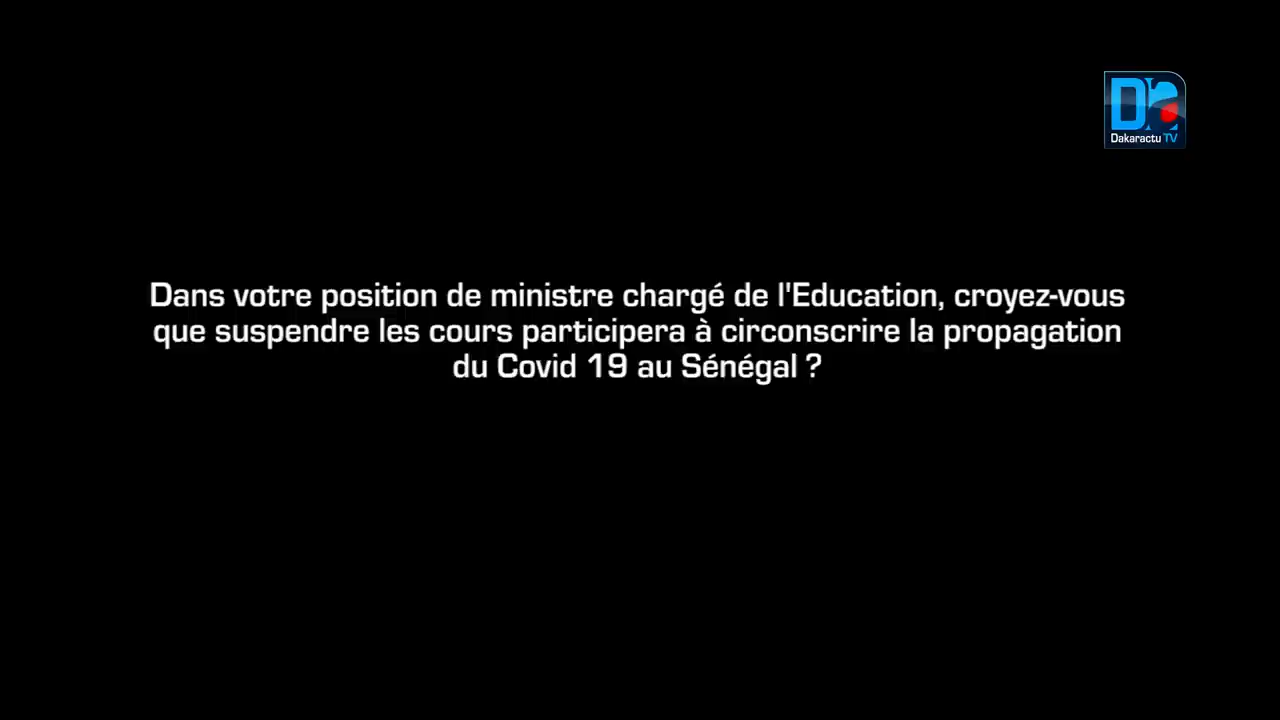 Dakaractu TV
Dans votre position de ministre chargé de l'Education, croyez-vous
que suspendre les cours participera à circonscrire la propagation
du Covid 19 au Sénégal ?